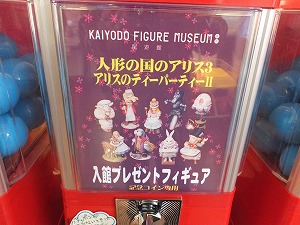 KAIYODO FIGURE MUSEUM
人形の国のアリス3
アリスのティーパーティーII
入館プレゼントフィギュア
記念コイン専用